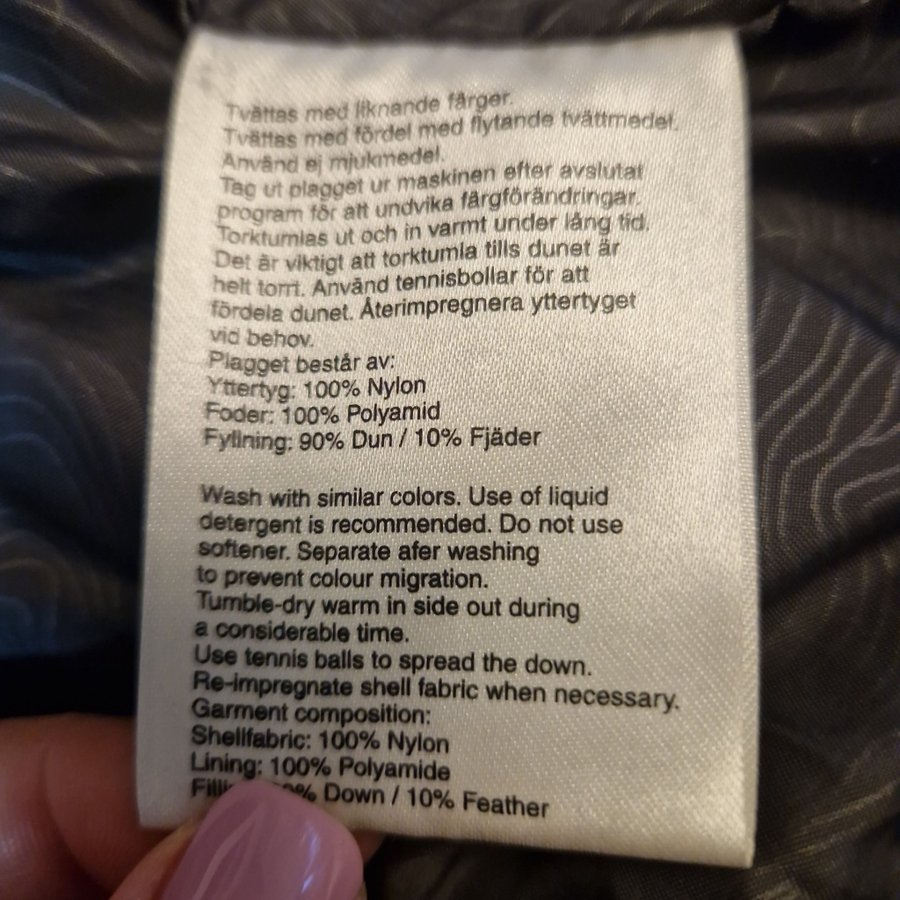 Tvättas med liknande färger.
Tvättas med fördel med flytande tvättmedel.
Använd ej mjukmedel.
Tag ut plagget ur maskinen efter avslutat
program för att undvika färgförändringar.
Torktumlas ut och in varmt under lång tid.
Det är viktigt att torktumla tills dunet är
helt torrt. Använd tennisbollar för att
fördela dunet. Återimpregnera yttertyget
vid behov.
Plagget består av:
Yttertyg: 100% Nylon
Foder: 100% Polyamid
Fyllning: 90% Dun / 10% Fjäder
Wash with similar colors. Use of liquid
detergent is recommended. Do not use
softener. Separate afer washing
to prevent colour migration.
Tumble-dry warm in side out during
a considerable time.
Use tennis balls to spread the down.
Re-impregnate shell fabric when necessary.
Garment composition:
Shellfabric: 100% Nylon
Lining: 100% Polyamide
Down / 10% Feather